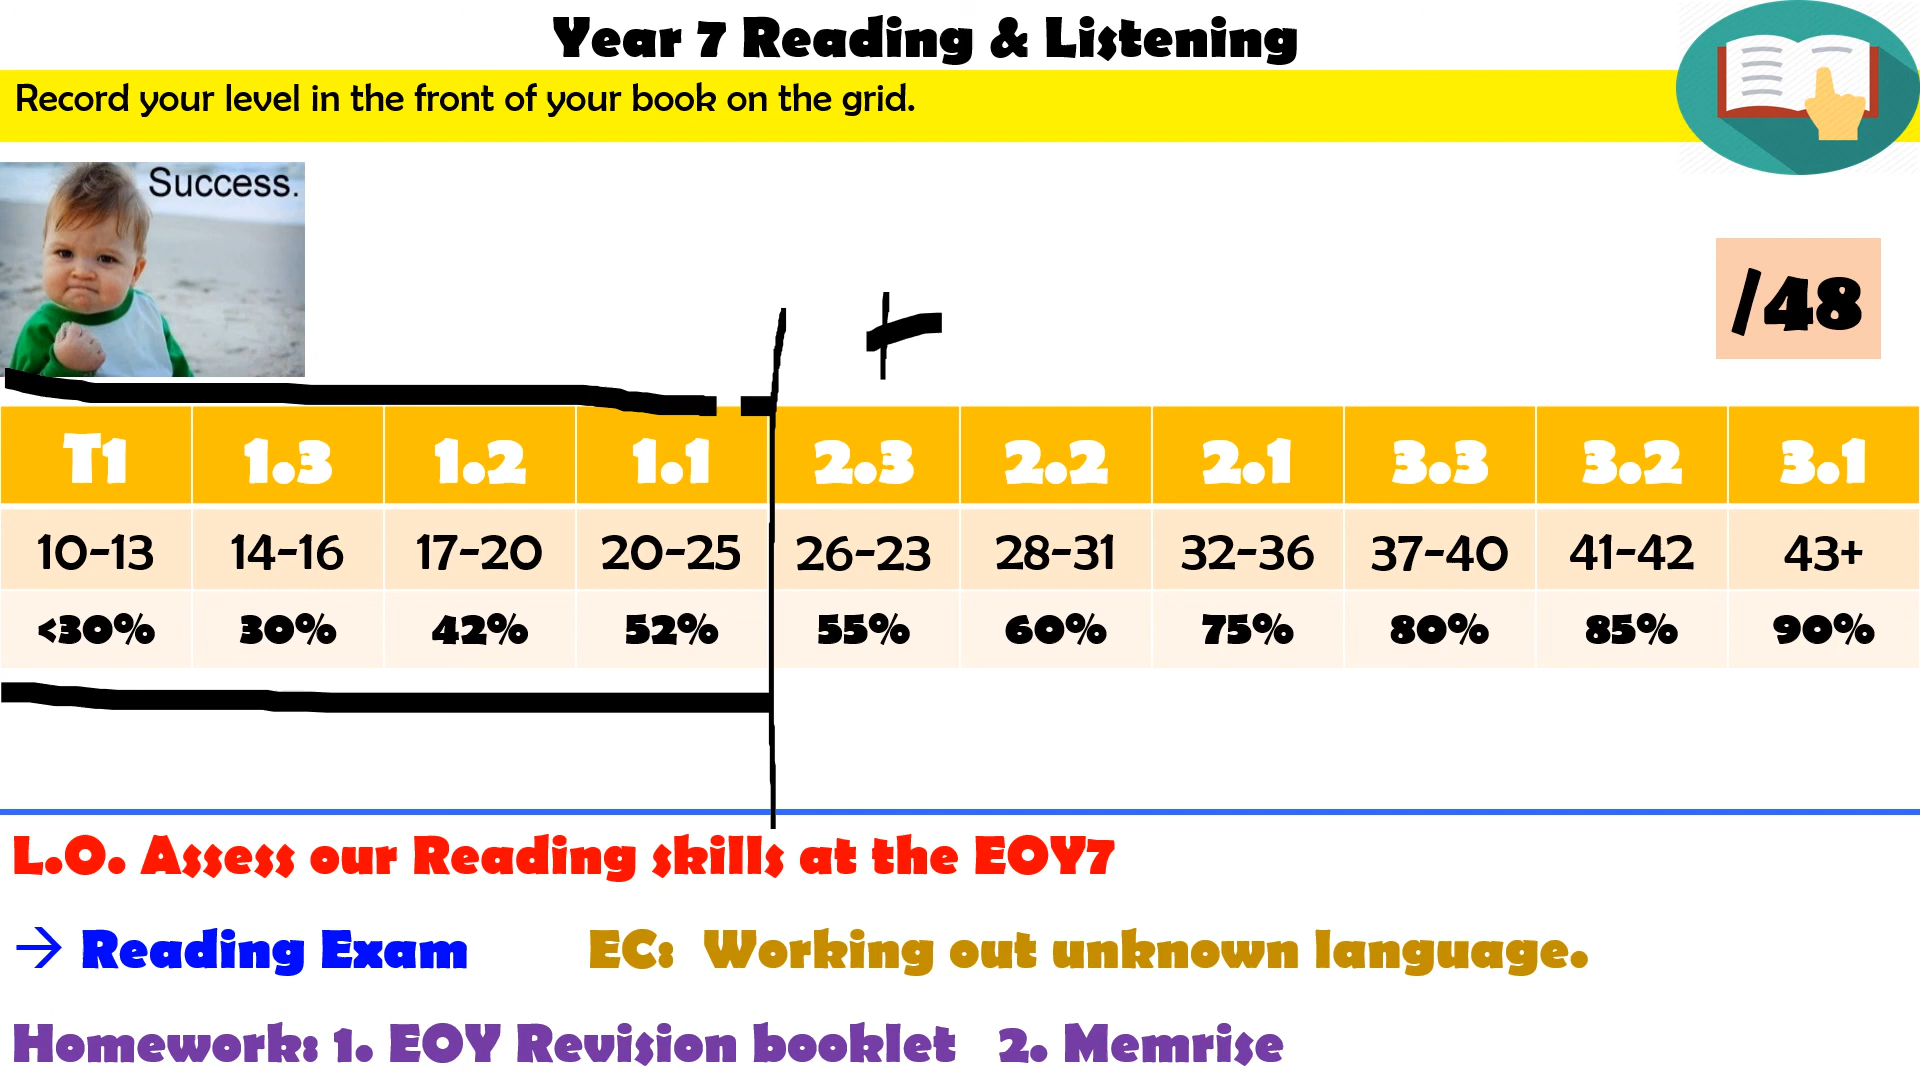 Year 7 Reading & Listening
Record your level in the front of your book on the grid.
Success.
/48
T1 1.3 1.2 1.1 2.3 2.2 2.1 3.3 3.2 3.1
10-13 14-16 17-20 20-25 26-23 28-31 32-36 37-40 41-42 43+
<30% 30% 42% 52% 55% 60% 75% 80% 85% 90%
L.O. Assess our Reading skills at the EOY7
→ Reading Exam EC: Working out unknown language.
Homework: 1. EOY Revision booklet 2. Memrise